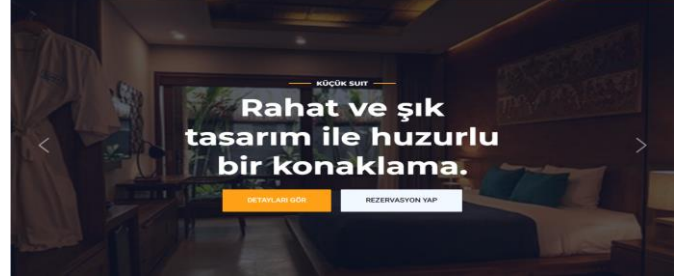 KÜÇÜK SUIT
Rahat ve şık
tasarım ile huzurlu
bir konaklama.
DETAYLARI GÖR
REZERVASYON YAP